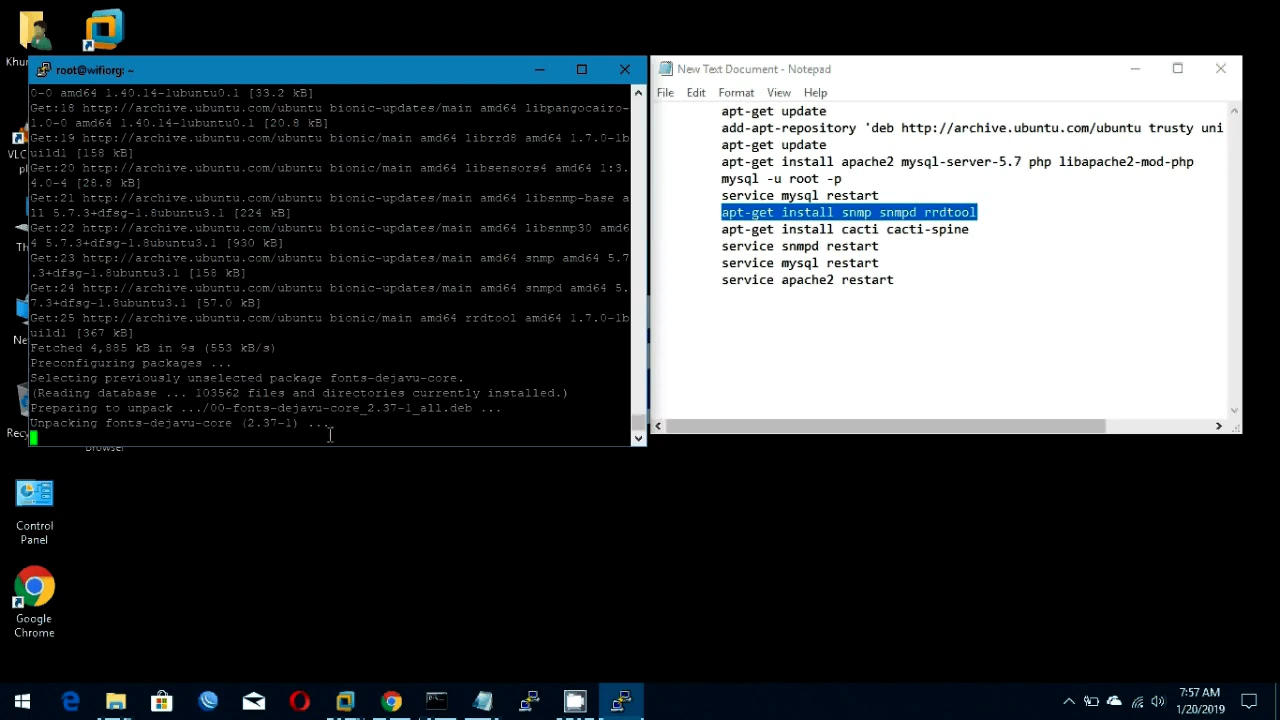 Khu
root@wifiorg: ~
0-0 amd64 1.40.14-1ubuntu0.1 [33.2 kB]
Get:18 http://archive.ubuntu.com/ubuntu bionic-updates/main amd64 libpangocairo-
1.0-0 amd64 1.40.14-1ubuntu0.1 [20.8 kB]
Get:19 http://archive.ubuntu.com/ubuntu bionic/main amd64 librrd8 amd64 1.7.0-1b
uild1 [158 kB]
Get:20 http://archive.ubuntu.com/ubuntu bionic/main amd64 libsensors4 amd64 1:3.
4.0-4 [28.8 kB]
Get:21 http://archive.ubuntu.com/ubuntu bionic-updates/main amd64 libsnmp-base a
ll 5.7.3+dfsg-1.8ubuntu3.1 [224 kB]
Get:22 http://archive.ubuntu.com/ubuntu bionic-updates/main amd64 libsnmp30 amd6
4 5.7.3+dfsg-1.8ubuntu3.1 [930 kB]
Get:23 http://archive.ubuntu.com/ubuntu bionic-updates/main amd64 snmp amd64 5.7
.3+dfsg-1.8ubuntu3.1 [158 kB]
Get:24 http://archive.ubuntu.com/ubuntu bionic-updates/main amd64 snmpd amd64 5.
7.3+dfsg-1.8ubuntu3.1 [57.0 kB]
Get:25 http://archive.ubuntu.com/ubuntu bionic/main amd64 rrdtool amd64 1.7.0-1b
uild1 [367 kB]
Fetched 4,885 kB in 9s (553 kB/s)
Preconfiguring packages ...
Selecting previously unselected package fonts-dejavu-core.
(Reading database ... 103562 files and directories currently installed.)
Preparing to unpack .../00-fonts-dejavu-core_2.37-1_all.deb ...
Unpacking fonts-dejavu-core (2.37-1) ...
New Text Document - Notepad
File Edit Format View Help
apt-get update
add-apt-repository 'deb http://archive.ubuntu.com/ubuntu trusty uni
apt-get update
apt-get install apache2 mysql-server-5.7 php libapache2-mod-php
mysql -u root -p
service mysql restart
apt-get install snmp snmpd rrdtool
apt-get install cacti cacti-spine
service snmpd restart
service mysql restart
service apache2 restart
VLC
pl
Th
Ne
Recy
Browser
Control
Panel
Google
Chrome
7:57 AM
1/20/2019